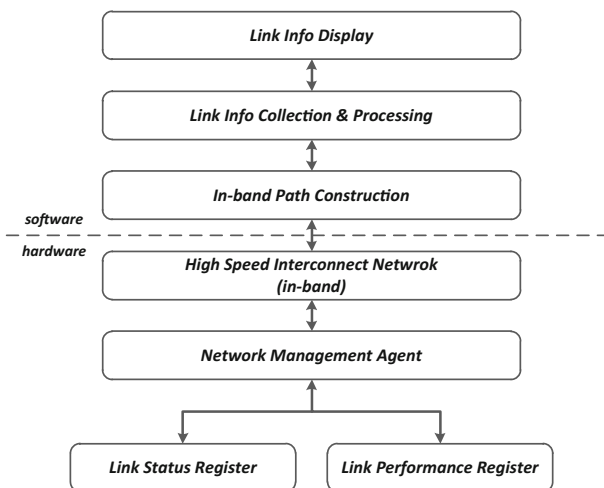 Link Info Display
Link Info Collection & Processing
In-band Path Construction
software
hardware
High Speed Interconnect Netwrok
(in-band)
Network Management Agent
Link Status Register
Link Performance Register